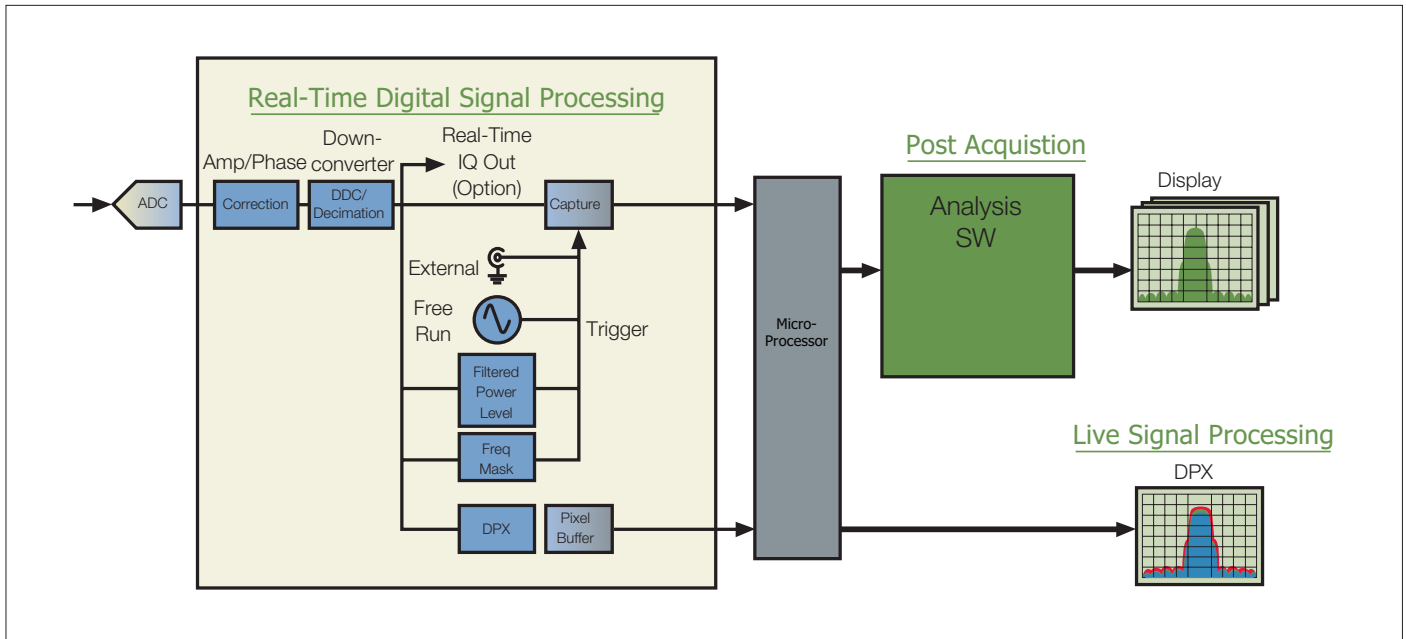 Real-Time Digital Signal Processing
Amp/Phase
Down-
converter
Real-Time
IQ Out
(Option)
ADC
Correction
DDC/
Decimation
Capture
External
Free
Run
Trigger
Filtered
Power
Level
Freq
Mask
DPX
Pixel
Buffer
Micro-
Processor
Post Acquistion
Analysis
SW
Display
Live Signal Processing
DPX